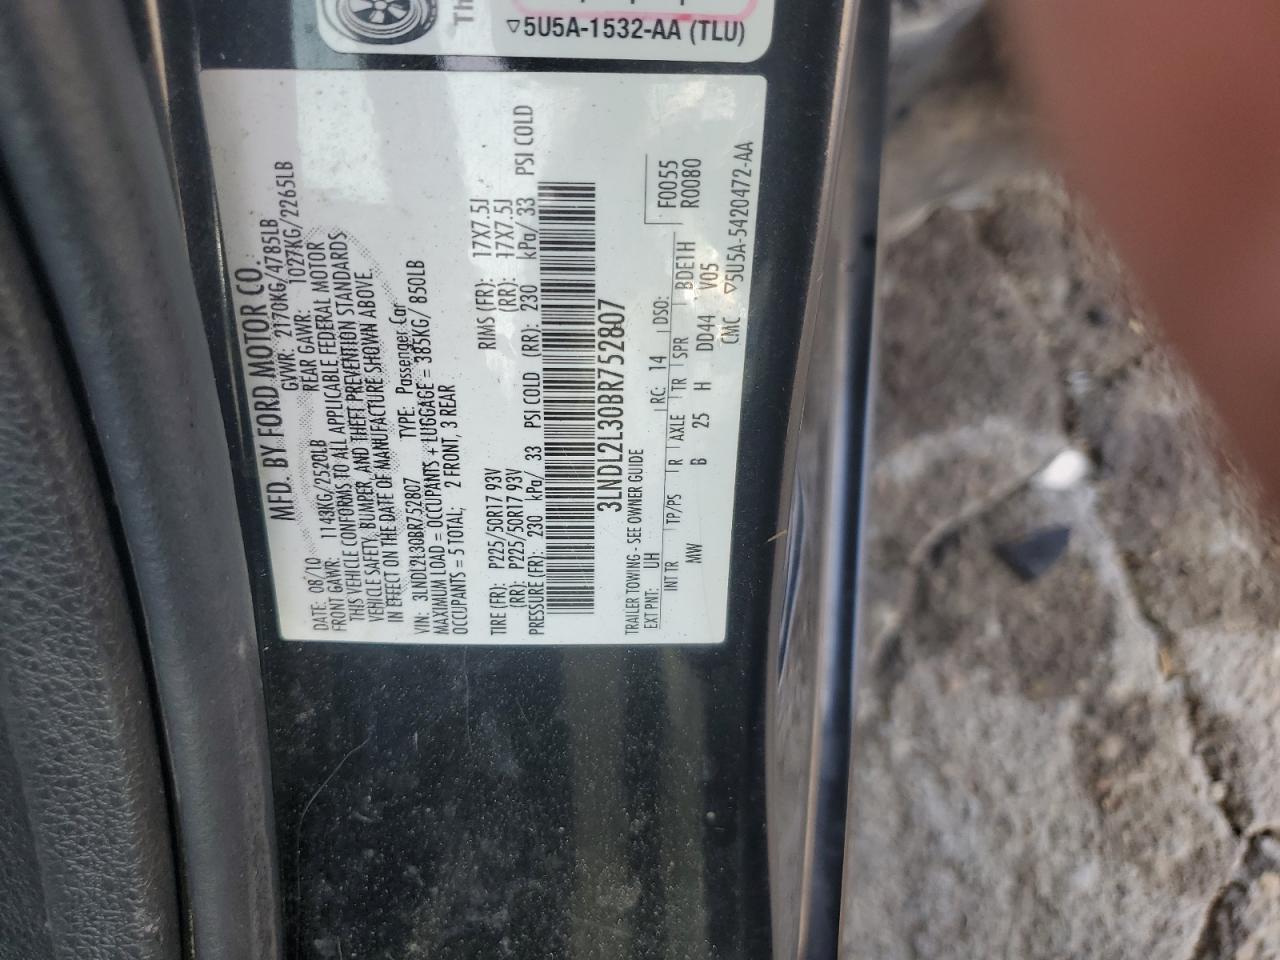 Th
▽5U5A-1532-AA (TLU)
MFD. BY FORD MOTOR CO.
DATE: 08/10 GVWR: 2170KG/4785LB
FRONT GAWR: 1143KG/2520LB REAR GAWR: 1027KG/2265LB
THIS VEHICLE CONFORMS TO ALL APPLICABLE FEDERAL MOTOR
VEHICLE SAFETY, BUMPER, AND THEFT PREVENTION STANDARDS
IN EFFECT ON THE DATE OF MANUFACTURE SHOWN ABOVE.
VIN: 3LNDL2L30BR752807 TYPE: Passenger Car
MAXIMUM LOAD = OCCUPANTS + LUGGAGE = 385KG/ 850LB
OCCUPANTS = 5 TOTAL; 2 FRONT, 3 REAR
TIRE (FR): P225/50R17 93V RIMS (FR): 17X7.5J
(RR): P225/50R17 93V (RR): 17X7.5J
PRESSURE (FR): 230 kPa/ 33 PSI COLD (RR): 230 kPa/ 33 PSI COLD
3LNDL2L30BR752807
TRAILER TOWING - SEE OWNER GUIDE F0055
EXT PNT: UH RC: 14 DSO: R0080
INT TR TP/PS R AXLE TR SPR BDE1H
MW B 25 H DD44 V05
CMC ▽5U5A-5420472-AA